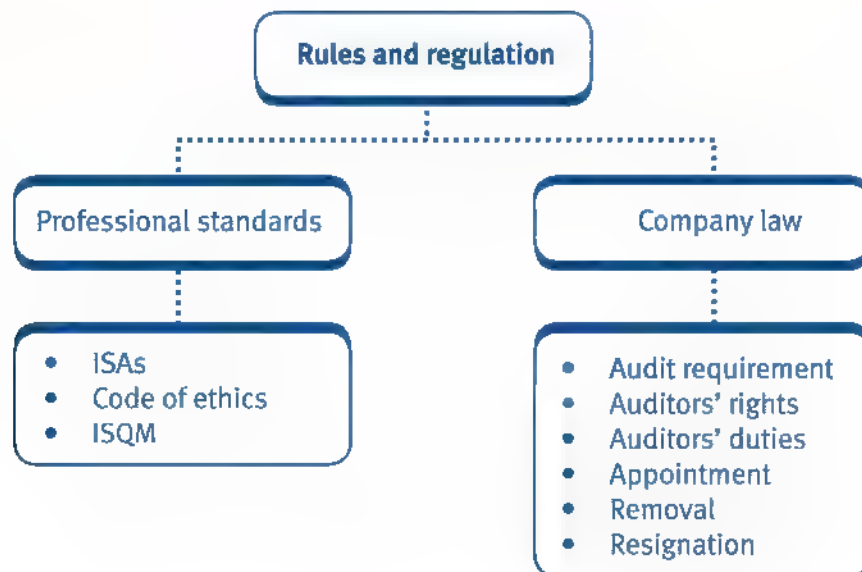 Rules and regulation
Professional standards
Company law
• ISAs
• Code of ethics
• ISQM
• Audit requirement
• Auditors’ rights
• Auditors’ duties
• Appointment
• Removal
• Resignation